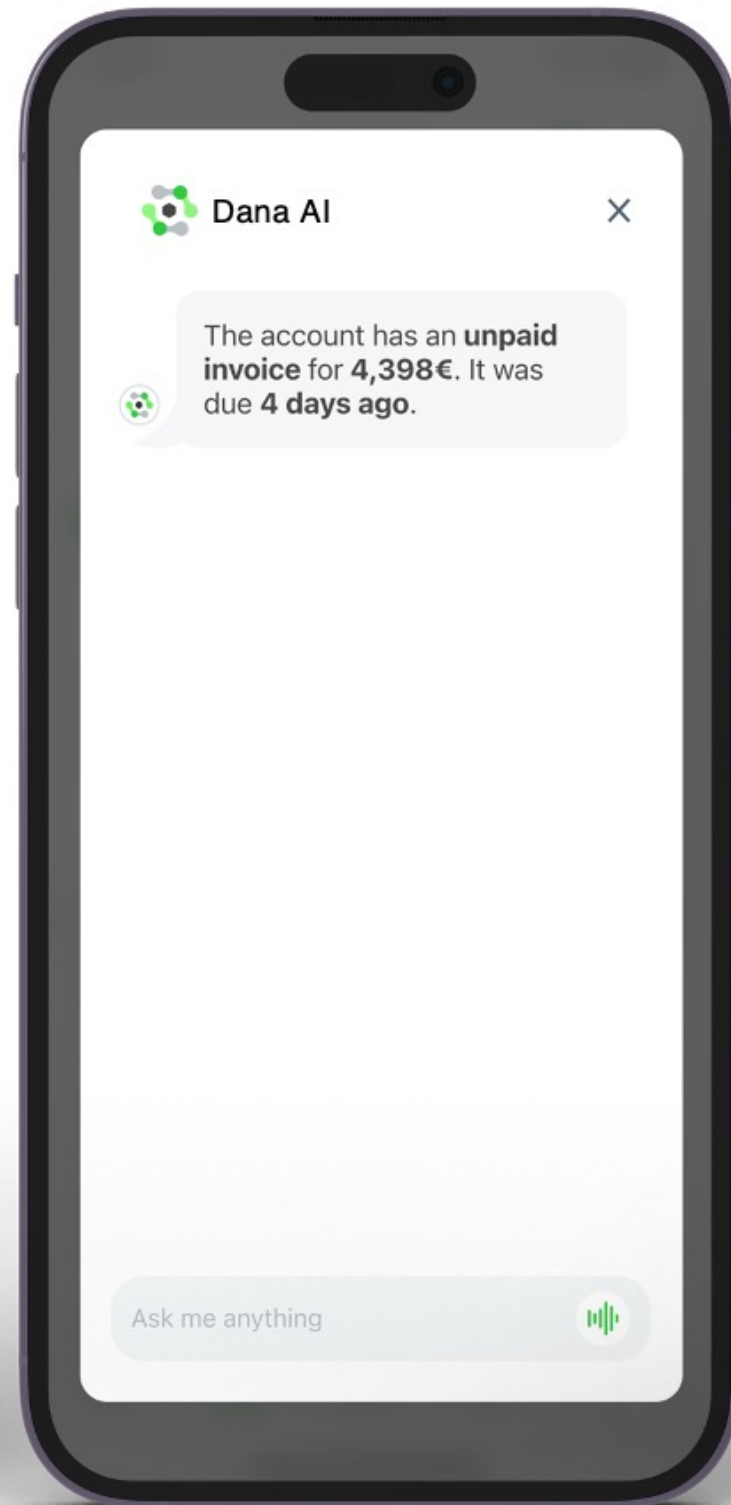 Dana AI
The account has an unpaid
invoice for 4,398€. It was
due 4 days ago.
Ask me anything